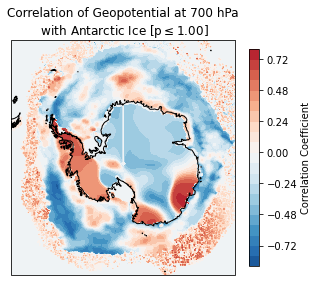 Correlation of Geopotential at 700 hPa
with Antarctic Ice [p ≤ 1.00]
0.72
0.48
0.24
0.00
−0.24
−0.48
−0.72
Correlation Coefficient